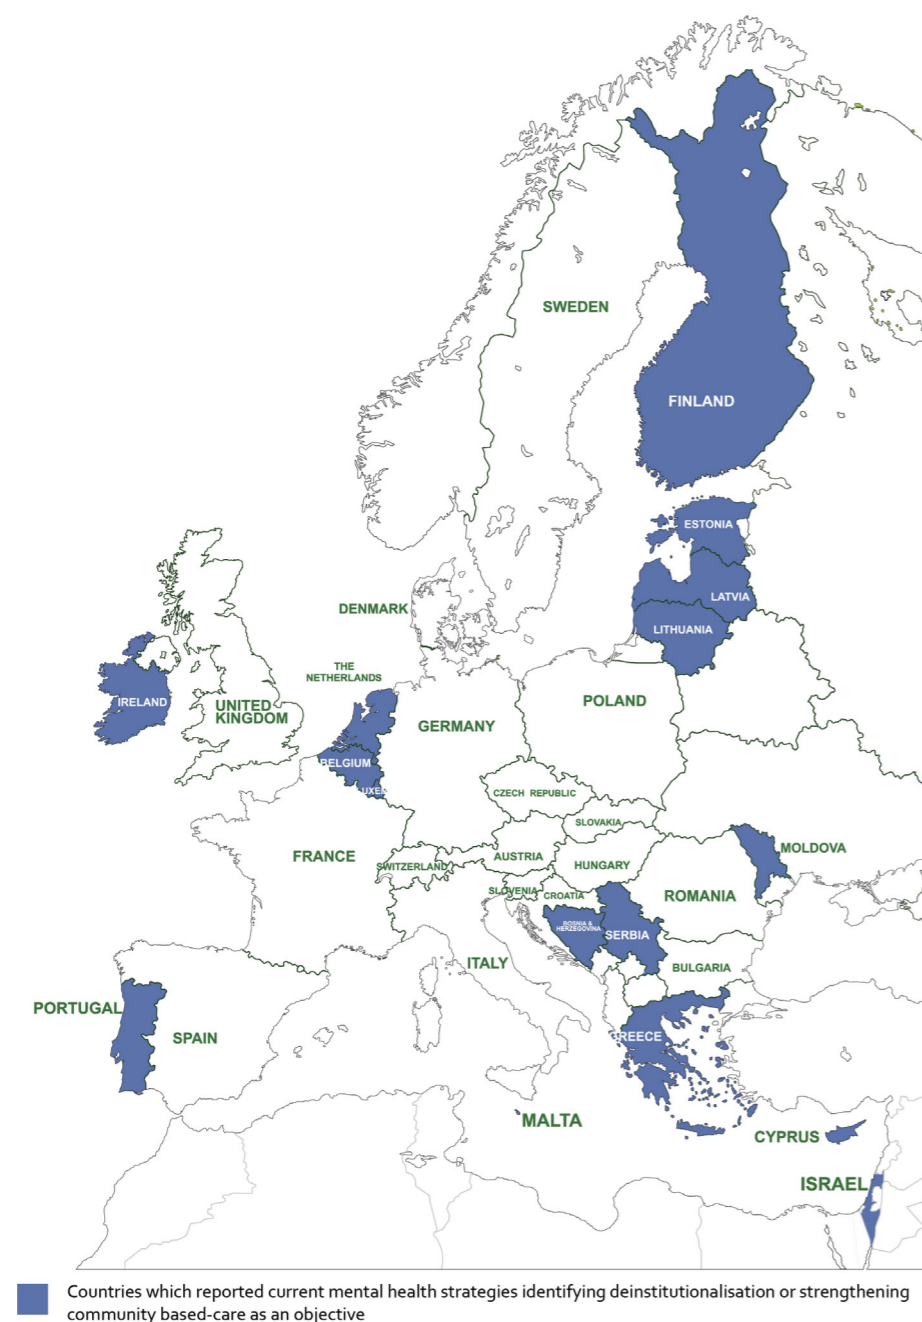 SWEDEN
FINLAND
ESTONIA
LATVIA
LITHUANIA
DENMARK
THE
NETHERLANDS
IRELAND
UNITED
KINGDOM
GERMANY
POLAND
BELGIUM
CZECH REPUBLIC
SLOVAKIA
FRANCE
SWITZERLAND
AUSTRIA
HUNGARY
MOLDOVA
SLOVENIA
CROATIA
ROMANIA
BOSNIA &
HERZEGOVINA
SERBIA
ITALY
BULGARIA
PORTUGAL
SPAIN
GREECE
MALTA
CYPRUS
ISRAEL
Countries which reported current mental health strategies identifying deinstitutionalisation or strengthening
community based-care as an objective